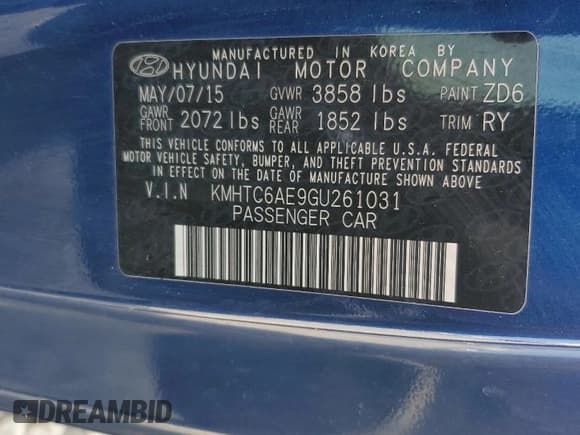 MANUFACTURED IN KOREA BY
HYUNDAI MOTOR COMPANY
MAY/07/15 GVWR 3858 lbs PAINT ZD6
GAWR FRONT 2072 lbs GAWR REAR 1852 lbs TRIM RY
THIS VEHICLE CONFORMS TO ALL APPLICABLE U.S.A. FEDERAL
MOTOR VEHICLE SAFETY, BUMPER, AND THEFT PREVENTION STANDARDS
IN EFFECT ON THE DATE OF MANUFACTURE SHOWN ABOVE
V.I.N KMHTC6AE9GU261031
PASSENGER CAR
DREAMBID